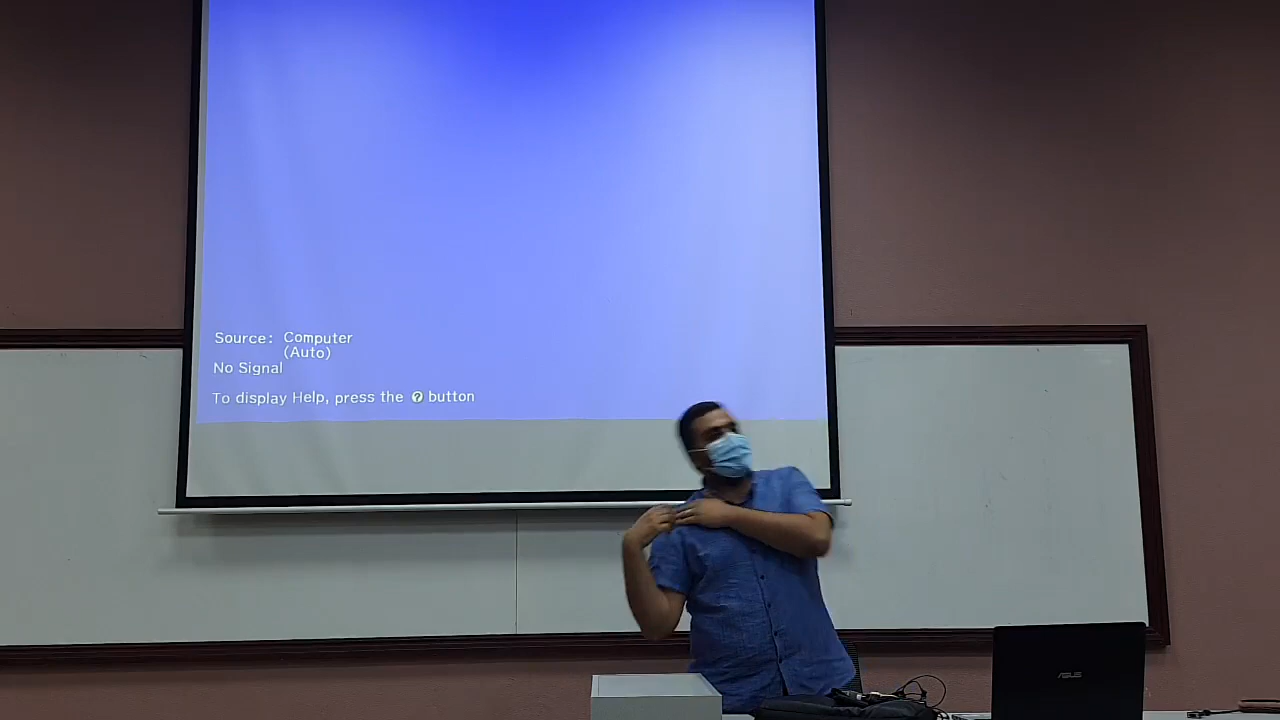 Source: Computer
(Auto)
No Signal
To display Help, press the ? button
ASUS